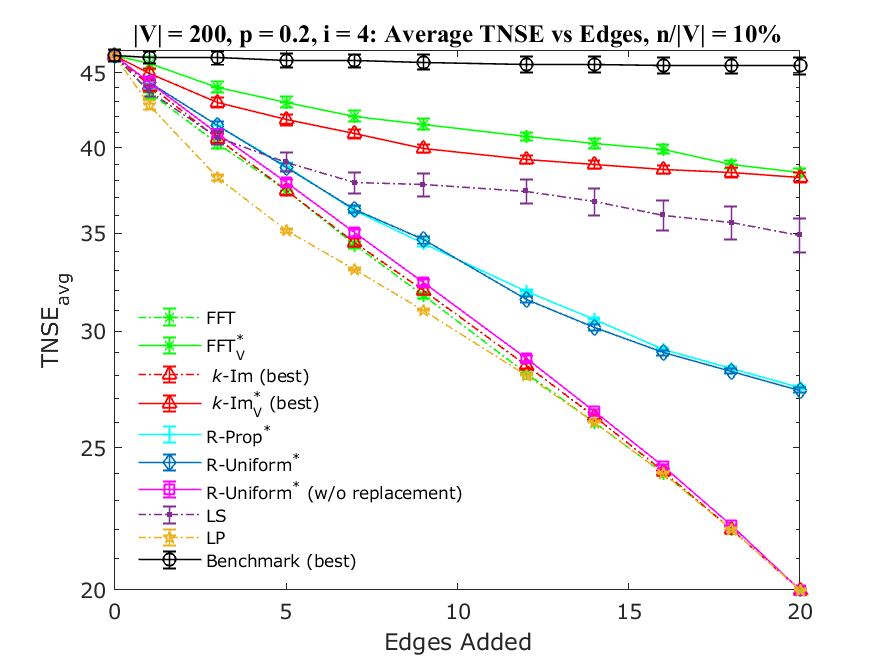 |V| = 200, p = 0.2, i = 4: Average TNSE vs Edges, n/|V| = 10%
45
40
35
30
25
20
TNSE_avg
FFT
FFT*_V
k-Im (best)
k-Im*_V (best)
R-Prop*
R-Uniform*
R-Uniform* (w/o replacement)
LS
LP
Benchmark (best)
0 5 10 15 20
Edges Added